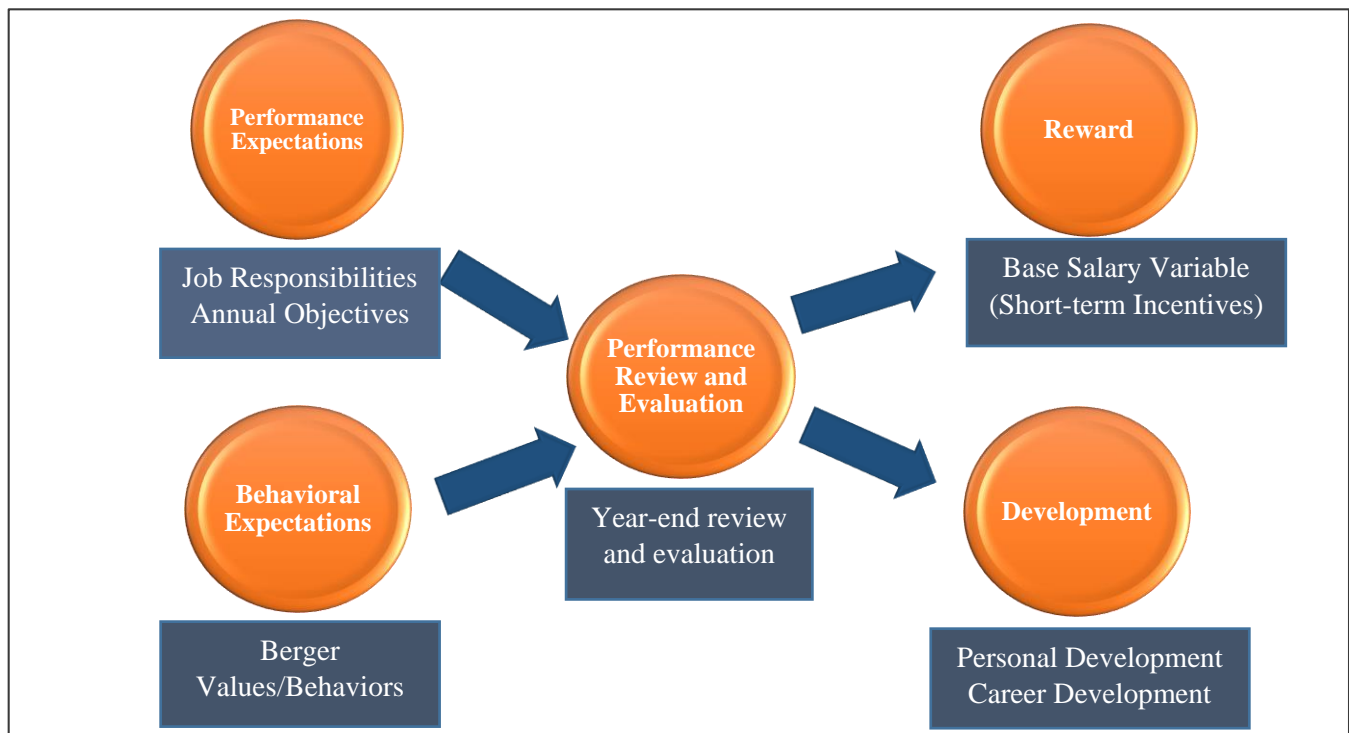 Performance
Expectations
Job Responsibilities
Annual Objectives
Behavioral
Expectations
Berger
Values/Behaviors
Performance
Review and
Evaluation
Year-end review
and evaluation
Reward
Base Salary Variable
(Short-term Incentives)
Development
Personal Development
Career Development